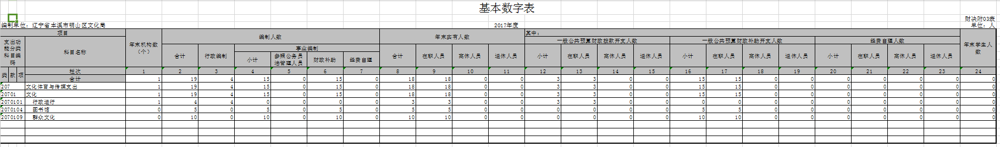 基本数字表
财决附03表
编制单位：辽宁省本溪市明山区文化局 2017年度 单位：人
项目 年末机构数（个） 编制人数 年末实有人数 其中： 年末学生人数
一般公共预算财政拨款开支人数 一般公共预算财政补助开支人数 经费自理人数
支出功能分类科目编码 科目名称 合计 行政编制 事业编制 合计 在职人员 离休人员 退休人员 小计 在职人员 离休人员 退休人员 小计 在职人员 离休人员 退休人员 小计 在职人员 离休人员 退休人员
小计 参照公务员法管理人员 财政补助 经费自理
类 款 项 栏次 1 2 3 4 5 6 7 8 9 10 11 12 13 14 15 16 17 18 19 20 21 22 23 24
合计 1 19 4 15 0 15 0 18 18 0 0 3 3 0 0 15 15 0 0 0 0 0 0 0
207 文化体育与传媒支出 1 19 4 15 0 15 0 18 18 0 0 3 3 0 0 15 15 0 0 0 0 0 0 0
20701 文化 1 19 4 15 0 15 0 18 18 0 0 3 3 0 0 15 15 0 0 0 0 0 0 0
2070101 行政运行 1 4 4 0 0 0 0 3 3 0 0 3 3 0 0 0 0 0 0 0 0 0 0 0
2070104 图书馆 0 5 0 5 0 5 0 5 5 0 0 0 0 0 0 5 5 0 0 0 0 0 0 0
2070109 群众文化 0 10 0 10 0 10 0 10 10 0 0 0 0 0 0 10 10 0 0 0 0 0 0 0